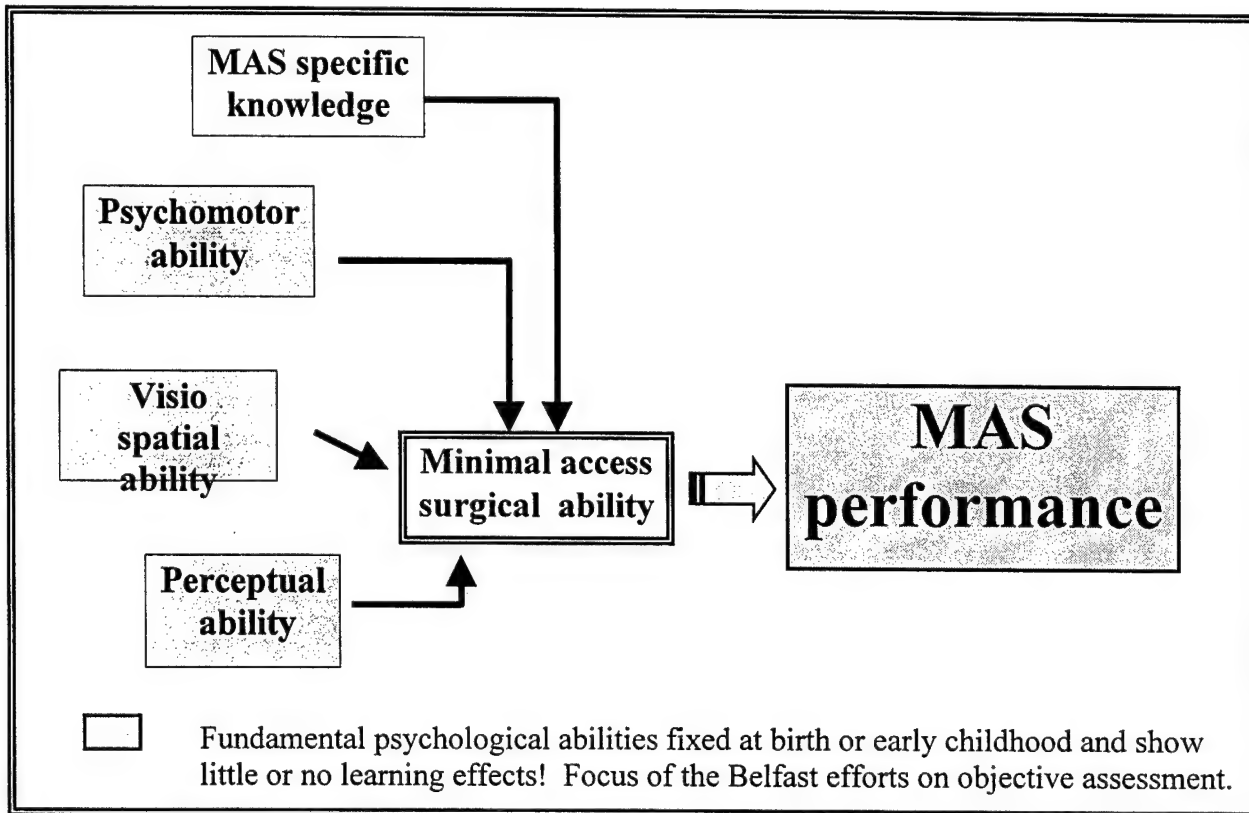 MAS specific
knowledge
Psychomotor
ability
Visio
spatial
ability
Perceptual
ability
Minimal access
surgical ability
MAS
performance
Fundamental psychological abilities fixed at birth or early childhood and show
little or no learning effects! Focus of the Belfast efforts on objective assessment.